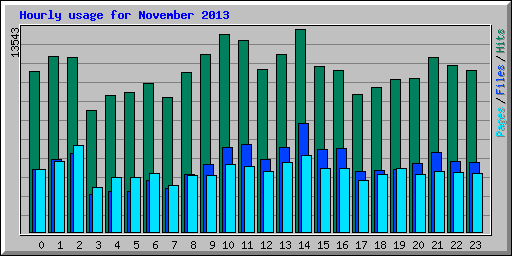 Hourly usage for November 2013
13543
Pages/Files/Hits
0 1 2 3 4 5 6 7 8 9 10 11 12 13 14 15 16 17 18 19 20 21 22 23